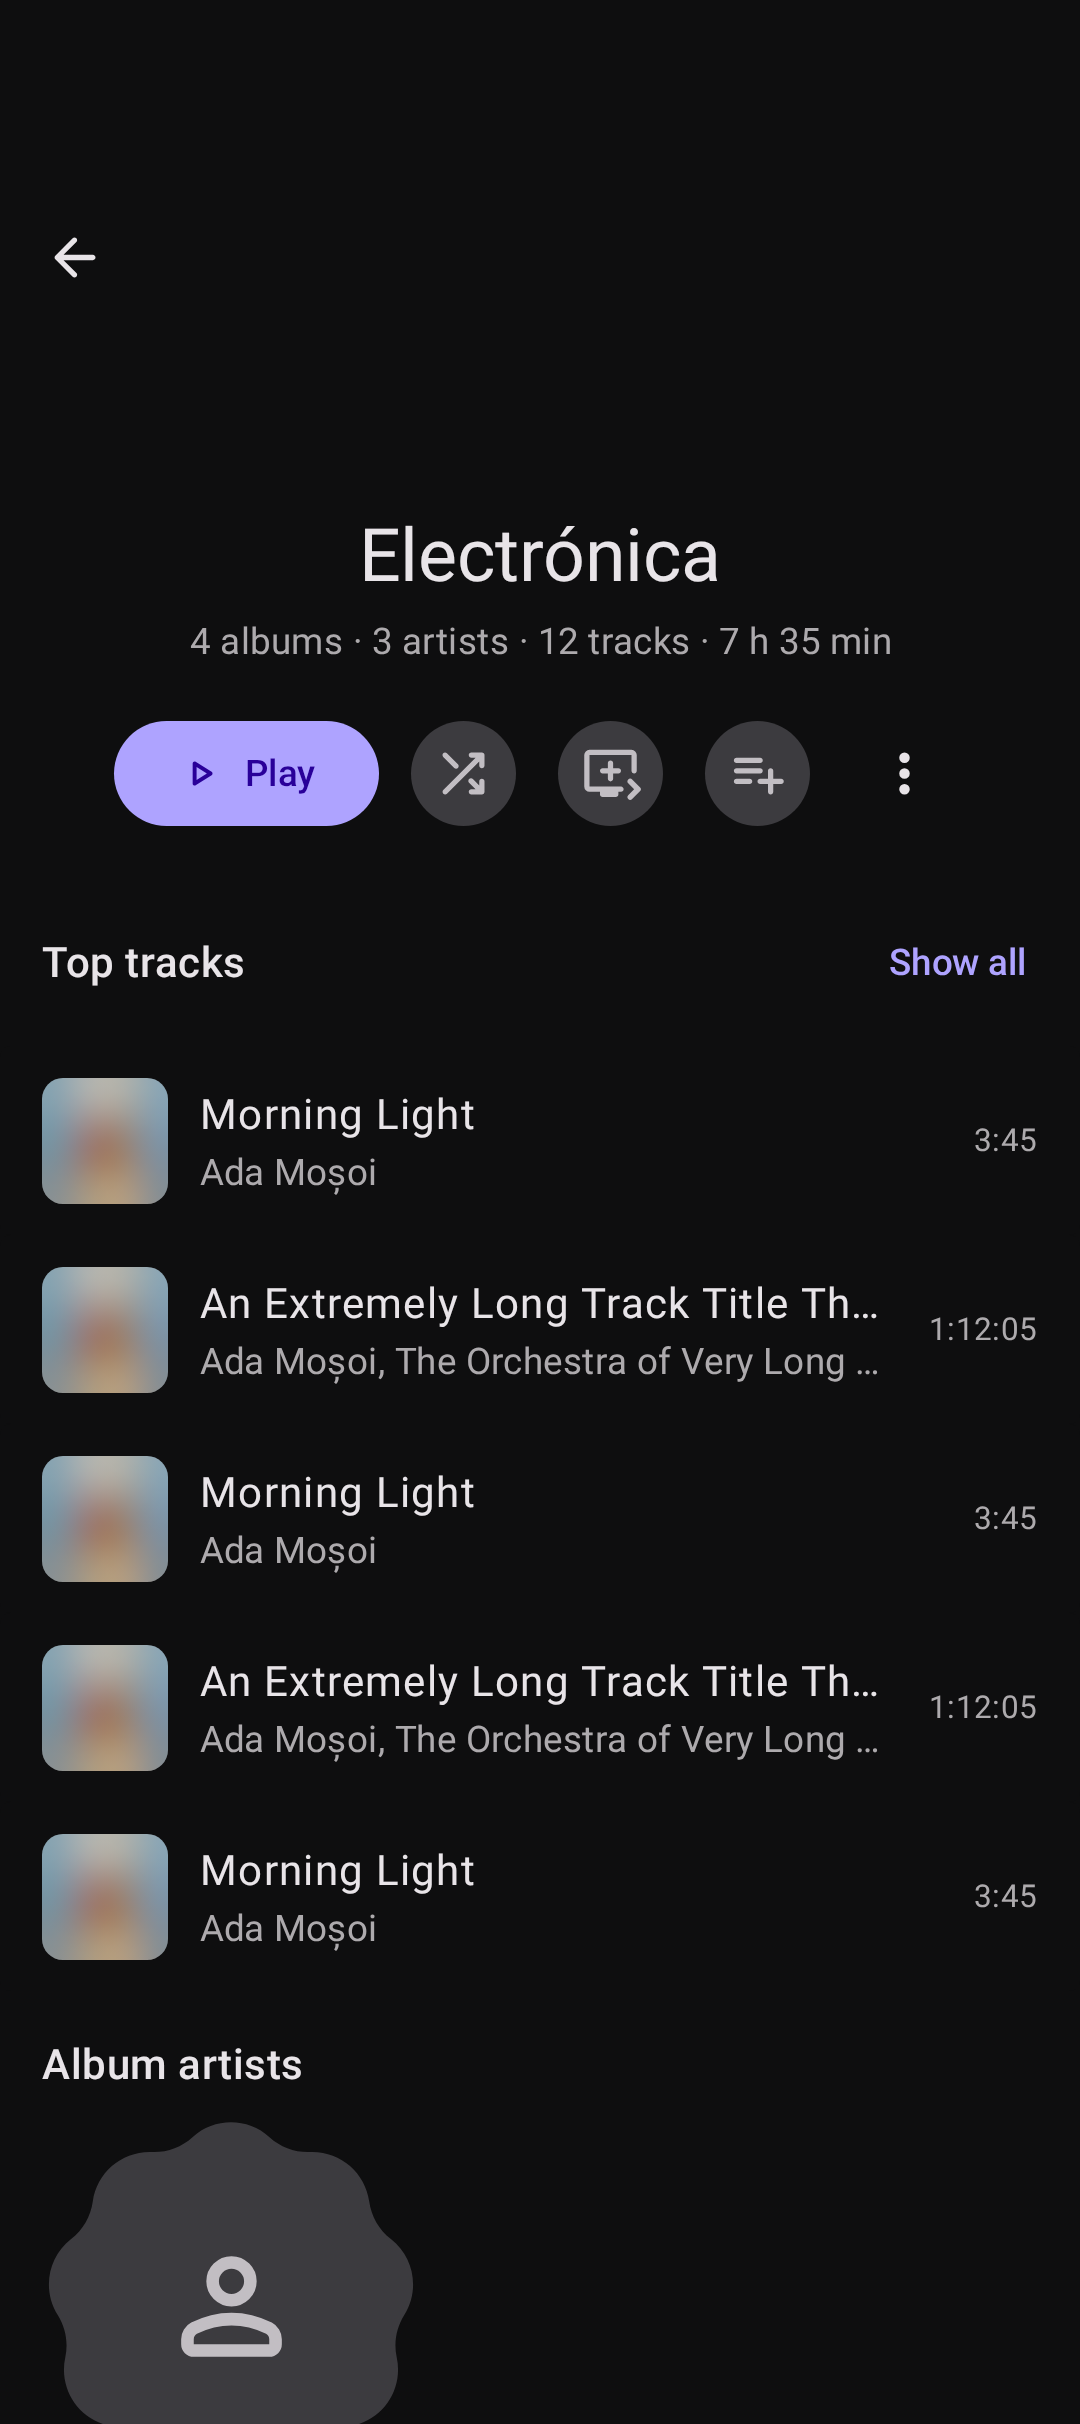 Electrónica
4 albums · 3 artists · 12 tracks · 7 h 35 min
Play
Top tracks
Show all
Morning Light
Ada Moșoi
3:45
An Extremely Long Track Title Th…
Ada Moșoi, The Orchestra of Very Long …
1:12:05
Morning Light
Ada Moșoi
3:45
An Extremely Long Track Title Th…
Ada Moșoi, The Orchestra of Very Long …
1:12:05
Morning Light
Ada Moșoi
3:45
Album artists